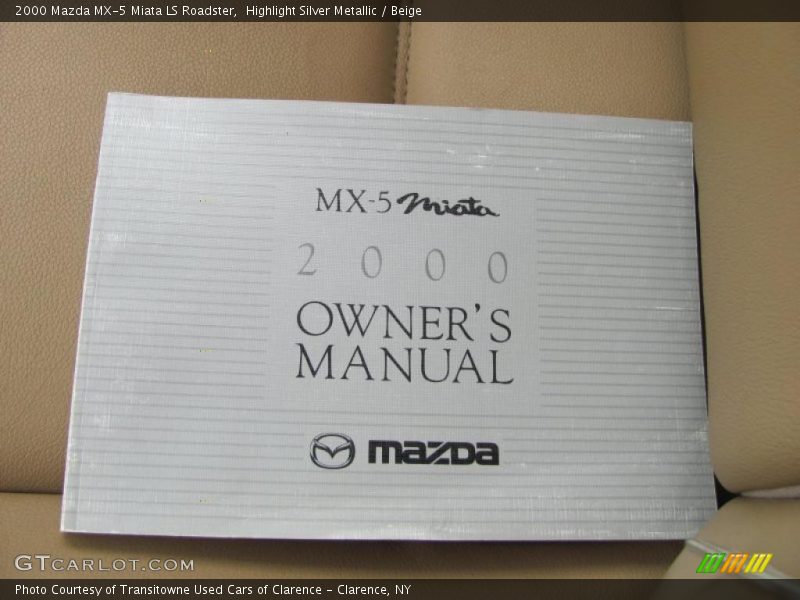 2000 Mazda MX-5 Miata LS Roadster,  Highlight Silver Metallic / Beige
MX-5 Miata
2000
OWNER'S
MANUAL
mazda
GTCARLOT.COM
Photo Courtesy of Transitowne Used Cars of Clarence - Clarence, NY